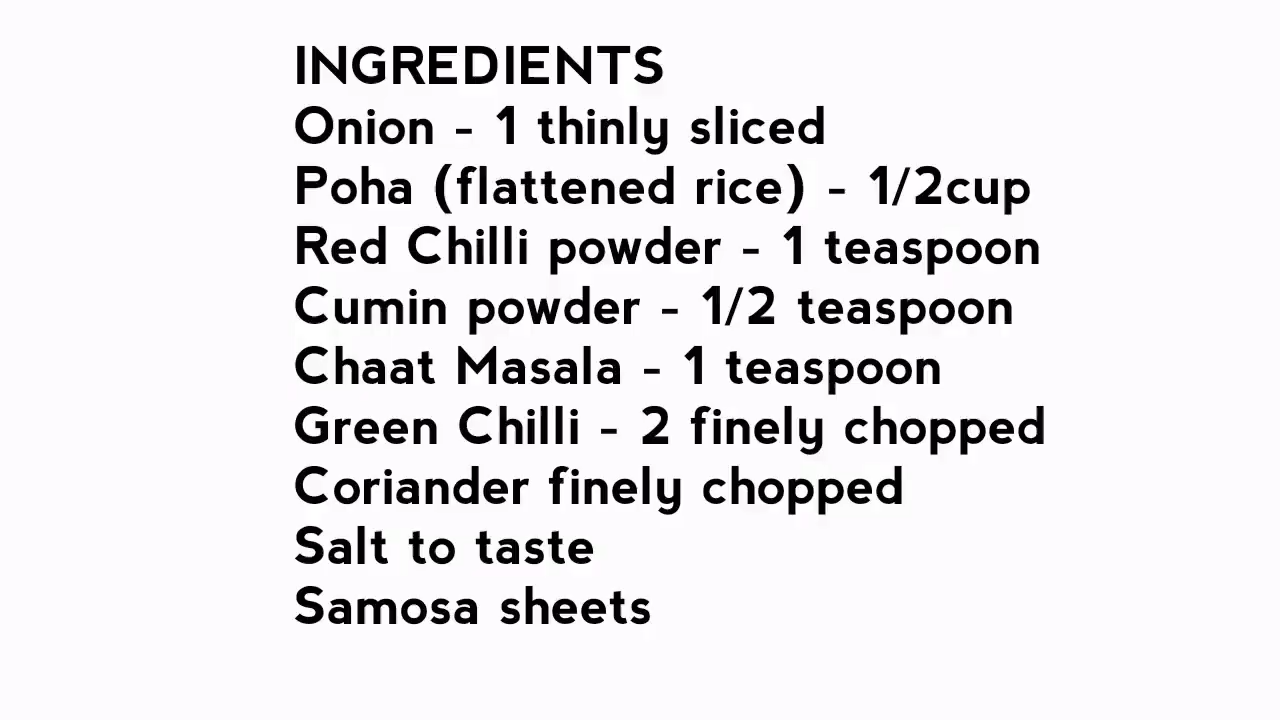 INGREDIENTS
Onion - 1 thinly sliced
Poha (flattened rice) - 1/2cup
Red Chilli powder - 1 teaspoon
Cumin powder - 1/2 teaspoon
Chaat Masala - 1 teaspoon
Green Chilli - 2 finely chopped
Coriander finely chopped
Salt to taste
Samosa sheets